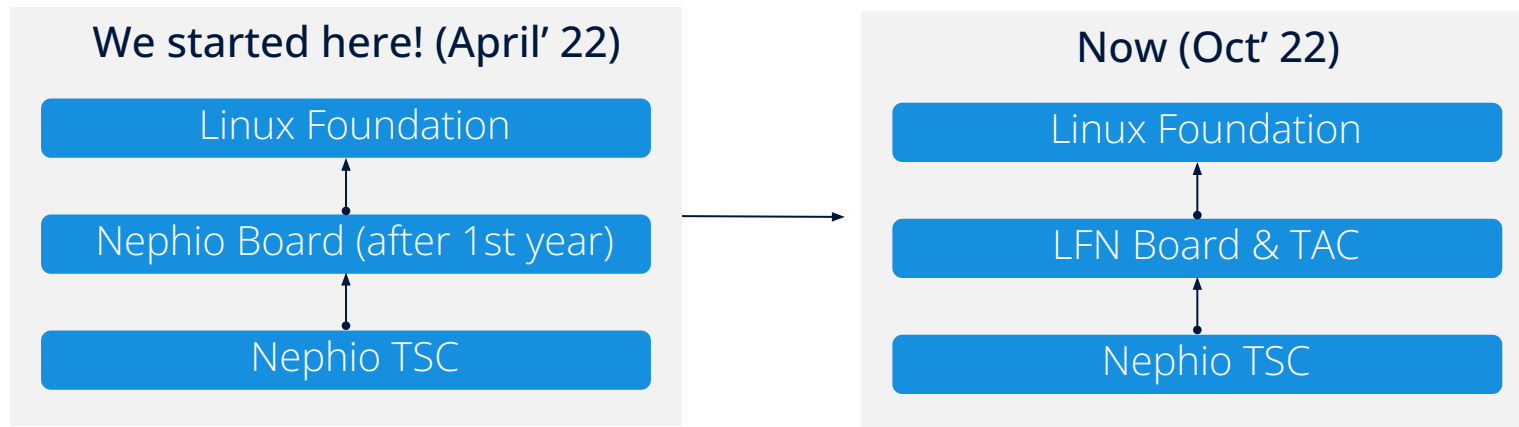 We started here! (April’ 22)
Linux Foundation
Nephio Board (after 1st year)
Nephio TSC
Now (Oct’ 22)
Linux Foundation
LFN Board & TAC
Nephio TSC